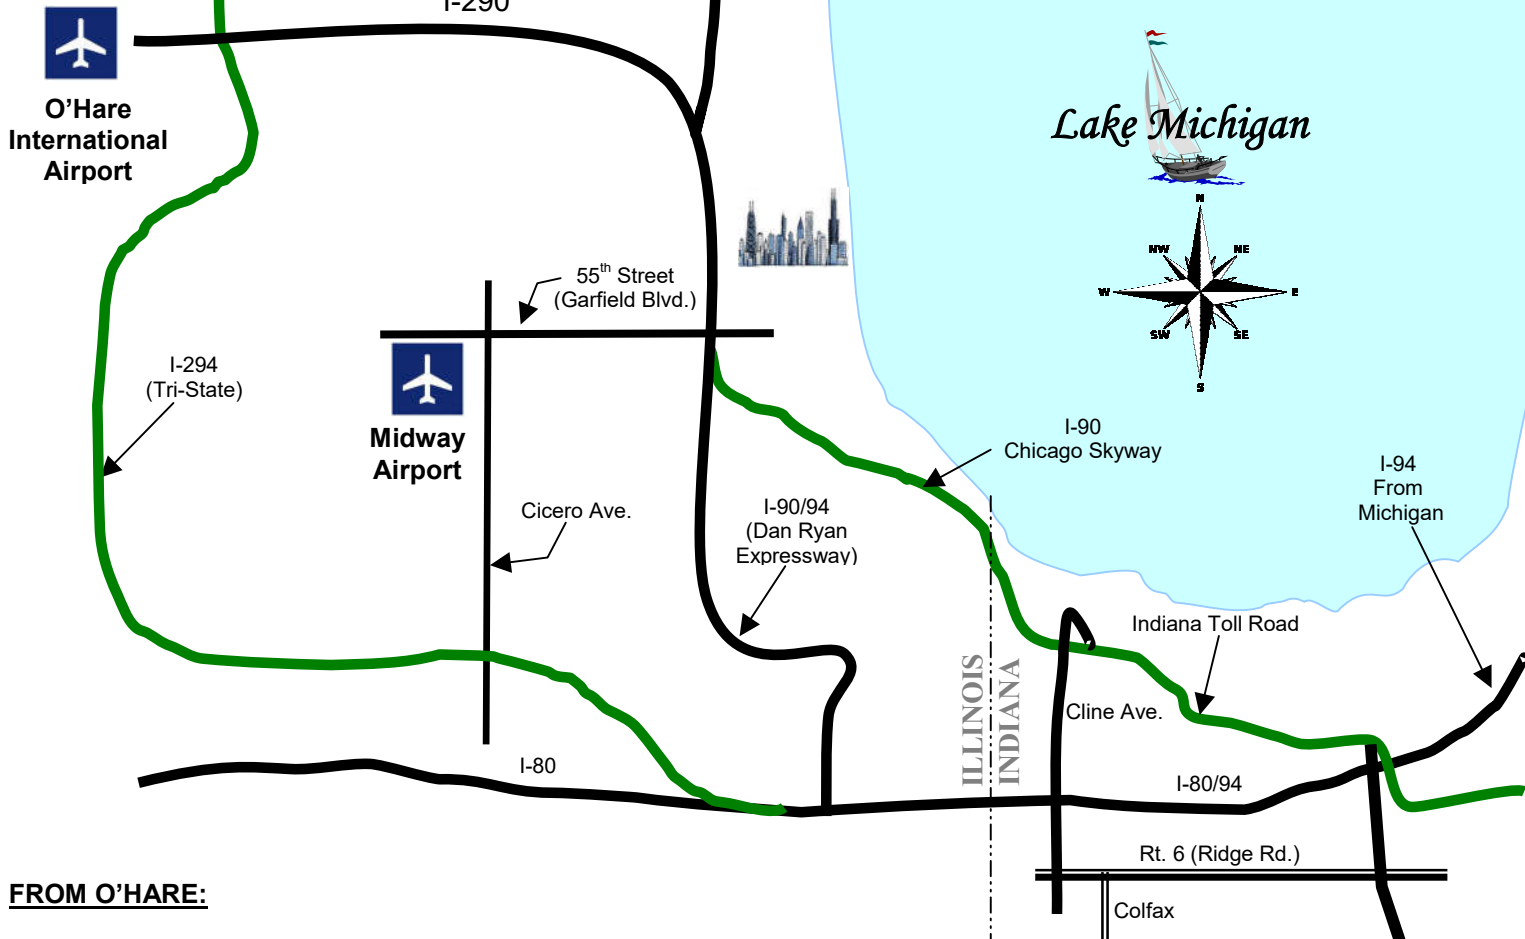 I-290
O'Hare
International
Airport
Lake Michigan
N
NW
NE
W
E
SW
SE
S
55th Street
(Garfield Blvd.)
I-294
(Tri-State)
Midway
Airport
I-90
Chicago Skyway
I-94
From
Michigan
Cicero Ave.
I-90/94
(Dan Ryan
Expressway)
Indiana Toll Road
ILLINOIS
INDIANA
Cline Ave.
I-80
I-80/94
Rt. 6 (Ridge Rd.)
FROM O'HARE:
Colfax